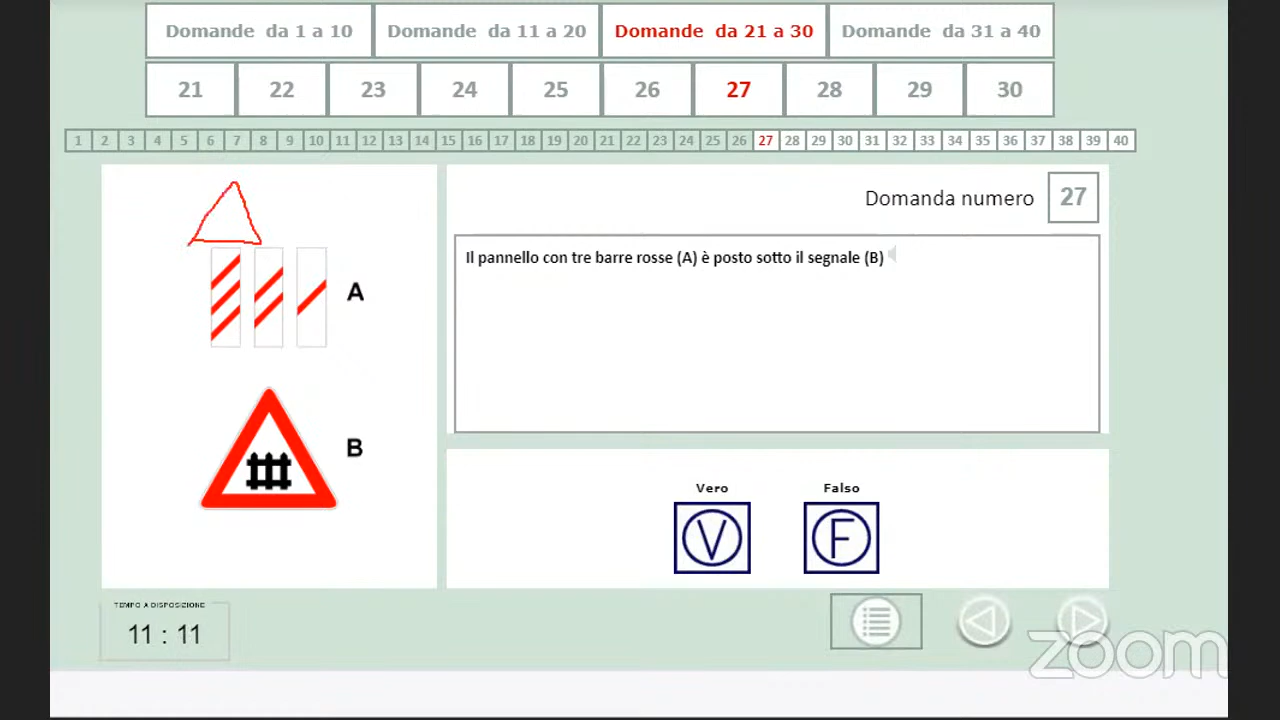 Domande da 1 a 10 Domande da 11 a 20 Domande da 21 a 30 Domande da 31 a 40
21 22 23 24 25 26 27 28 29 30
1 2 3 4 5 6 7 8 9 10 11 12 13 14 15 16 17 18 19 20 21 22 23 24 25 26 27 28 29 30 31 32 33 34 35 36 37 38 39 40
Domanda numero 27
Il pannello con tre barre rosse (A) è posto sotto il segnale (B)
A
B
Vero Falso
V F
TEMPO A DISPOSIZIONE
11 : 11
zoom